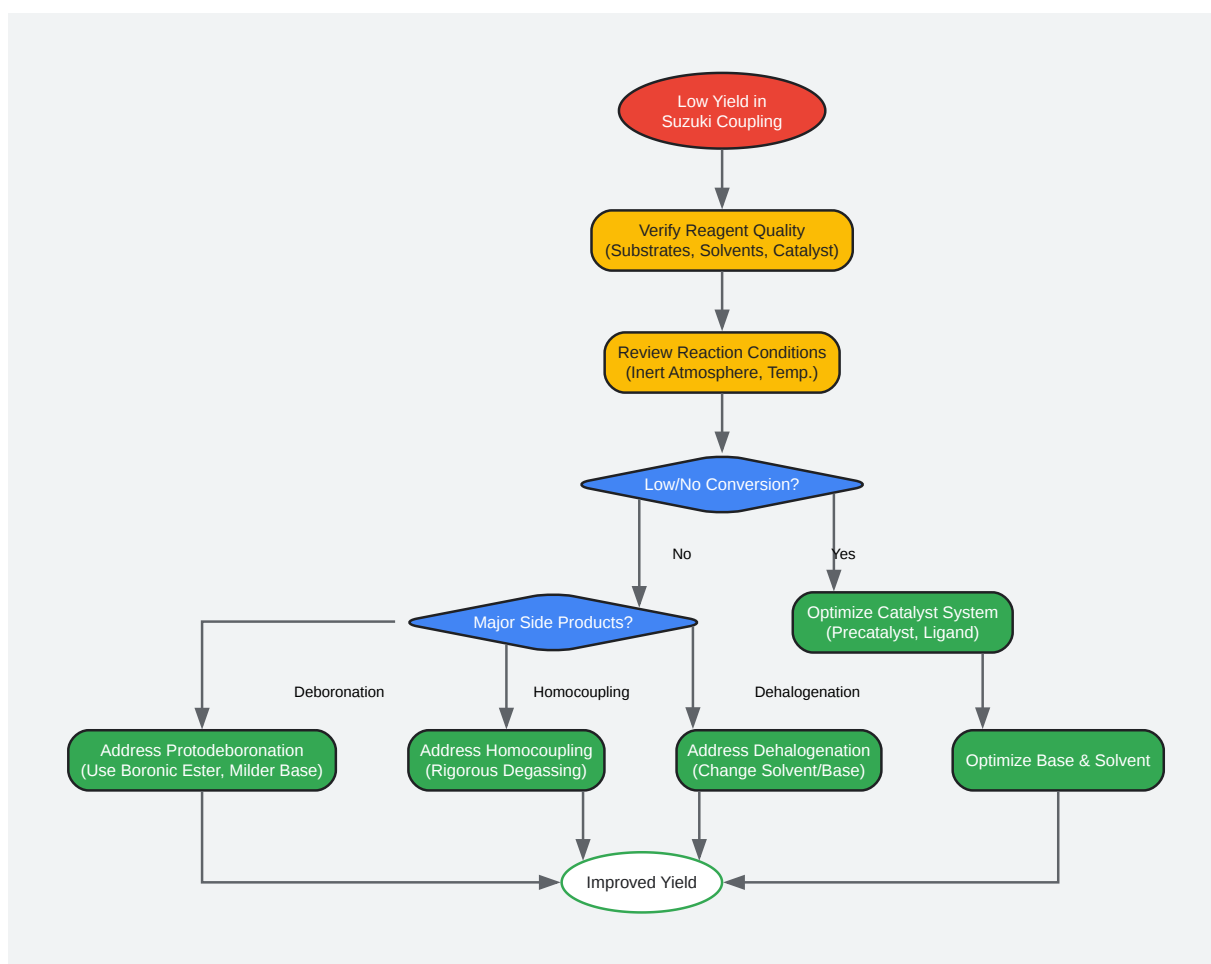 Low Yield in
Suzuki Coupling
Verify Reagent Quality
(Substrates, Solvents, Catalyst)
Review Reaction Conditions
(Inert Atmosphere, Temp.)
Low/No Conversion?
No
Yes
Major Side Products?
Optimize Catalyst System
(Precatalyst, Ligand)
Deboronation
Homocoupling
Dehalogenation
Address Protodeboronation
(Use Boronic Ester, Milder Base)
Address Homocoupling
(Rigorous Degassing)
Address Dehalogenation
(Change Solvent/Base)
Optimize Base & Solvent
Improved Yield